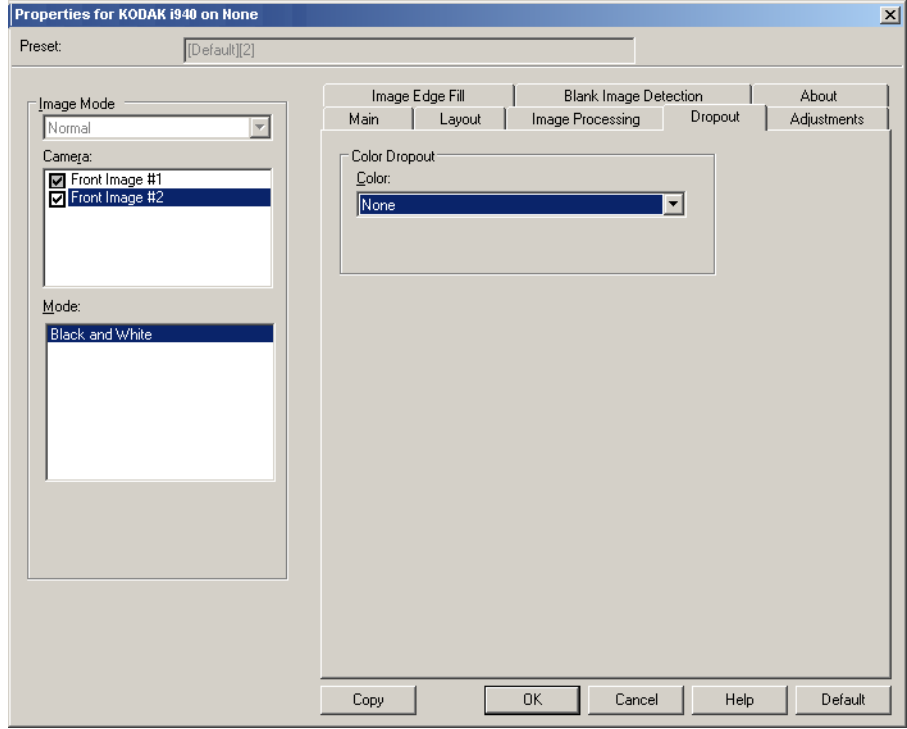 Properties for KODAK i940 on None
Preset:
[Default][2]
Image Mode
Normal
Camera:
Front Image #1
Front Image #2
Mode:
Black and White
Image Edge Fill
Blank Image Detection
About
Main
Layout
Image Processing
Dropout
Adjustments
Color Dropout
Color:
None
Copy
OK
Cancel
Help
Default